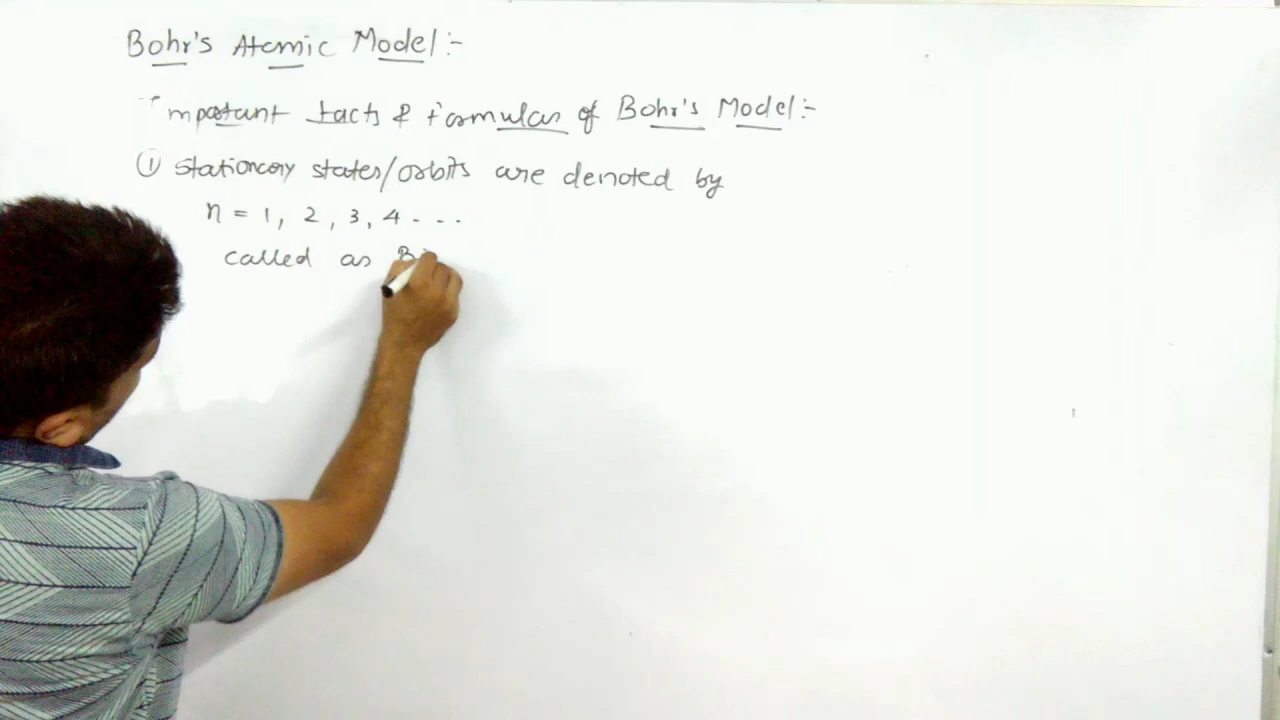 Bohr's Atomic Model :-
Important facts & Formulas of Bohr's Model :-
① Stationary states/orbits are denoted by
n = 1, 2, 3, 4 - - -
called as